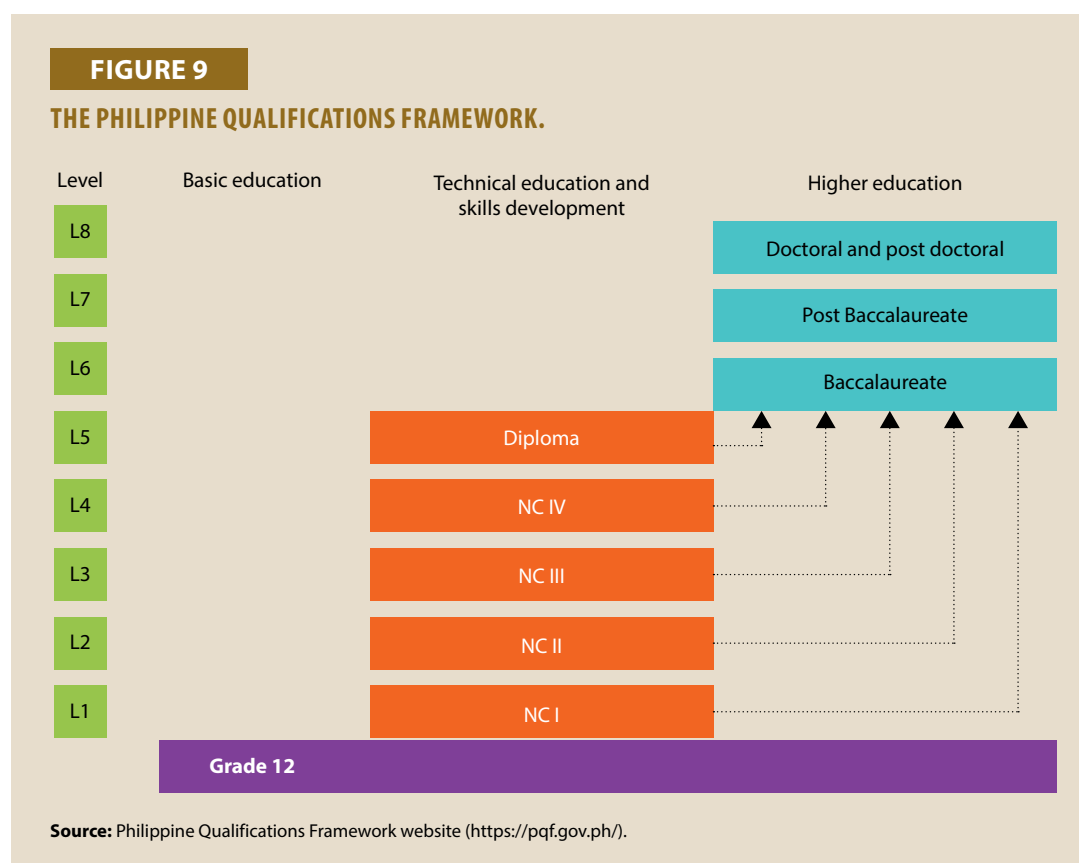 FIGURE 9
THE PHILIPPINE QUALIFICATIONS FRAMEWORK.
Level
Basic education
Technical education and
skills development
Higher education
L8
Doctoral and post doctoral
L7
Post Baccalaureate
L6
Baccalaureate
L5
Diploma
L4
NC IV
L3
NC III
L2
NC II
L1
NC I
Grade 12
Source: Philippine Qualifications Framework website (https://pqf.gov.ph/).